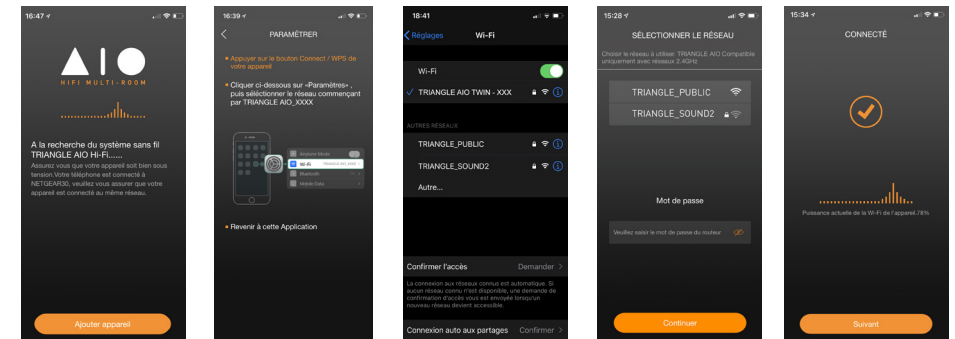 16:47
AIO
HIFI MULTI-ROOM
A la recherche du système sans fil
TRIANGLE AIO Hi-Fi......
Assurez vous que votre appareil soit bien sous
tension.Votre téléphone est connecté à
NETGEAR30, veuillez vous assurer que votre
appareil est connecté au même réseau.
Ajouter appareil
16:39
PARAMÉTRER
Appuyer sur le bouton Connect / WPS de
votre appareil
Cliquer ci-dessous sur «Paramètres» ,
puis sélectionner le réseau commençant
par TRIANGLE AIO_XXXX
Airplane Mode
Wi-Fi
Bluetooth
Mobile Data
Revenir à cette Application
18:41
Réglages
Wi-Fi
Wi-Fi
TRIANGLE AIO TWIN - XXX
AUTRES RÉSEAUX
TRIANGLE_PUBLIC
TRIANGLE_SOUND2
Autre...
Confirmer l'accès Demander
La connexion aux réseaux connus est automatique. Si
aucun réseau connu n'est disponible, une demande de
confirmation d'accès vous est envoyée lorsqu'un
nouveau réseau devient accessible.
Connexion auto aux partages Confirmer
15:28
SÉLECTIONNER LE RÉSEAU
Choisir le réseau à utiliser. TRIANGLE AIO Compatible
uniquement avec réseaux 2.4GHz
TRIANGLE_PUBLIC
TRIANGLE_SOUND2
Mot de passe
Veuillez saisir le mot de passe du routeur
Continuer
15:34
CONNECTÉ
Puissance actuelle de la Wi-Fi de l'appareil.78%
Suivant